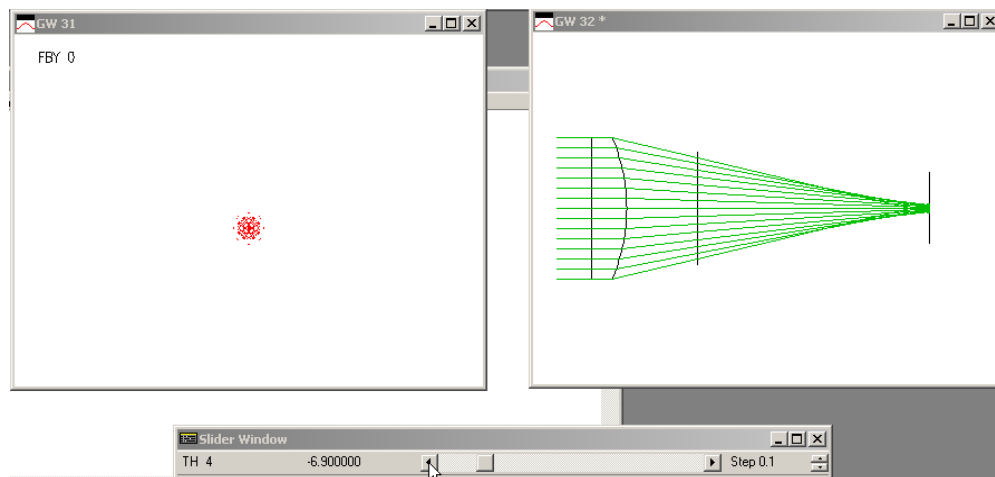 GW 31
FBY 0
GW 32 *
Slider Window
TH 4 -6.900000 Step 0.1